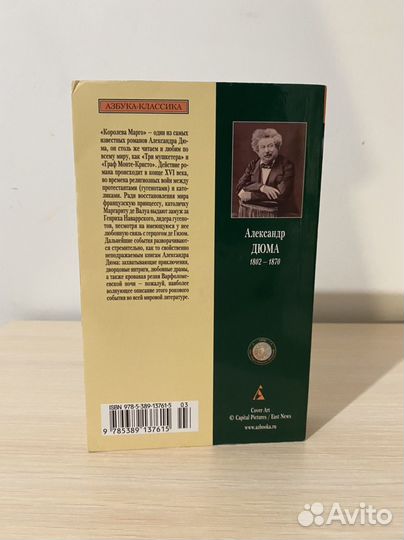 АЗБУКА-КЛАССИКА
«Королева Марго» — один из самых
известных романов Александра Дю-
ма, он столь же читаем и любим по
всему миру, как «Три мушкетера» и
«Граф Монте-Кристо». Действие ро-
мана происходит в конце XVI века,
во времена религиозных войн между
протестантами (гугенотами) и като-
ликами. Ради восстановления мира
французскую принцессу, католичку
Маргариту де Валуа выдают замуж за
Генриха Наваррского, лидера гугено-
тов, несмотря на имеющуюся у нее
любовную связь с герцогом де Гизом.
Дальнейшие события разворачивают-
ся стремительно, как то свойственно
неподражаемым книгам Александра
Дюма: захватывающие приключения,
дворцовые интриги, любовные драмы,
а также кровавая резня Варфоломе-
евской ночи — пожалуй, наиболее
волнующее описание этого рокового
события во всей мировой литературе.
Александр
ДЮМА
1802 – 1870
ISBN 978-5-389-13761-5
03
9 785389 137615
Cover Art
© Capital Pictures / East News
www.azbooka.ru
Avito